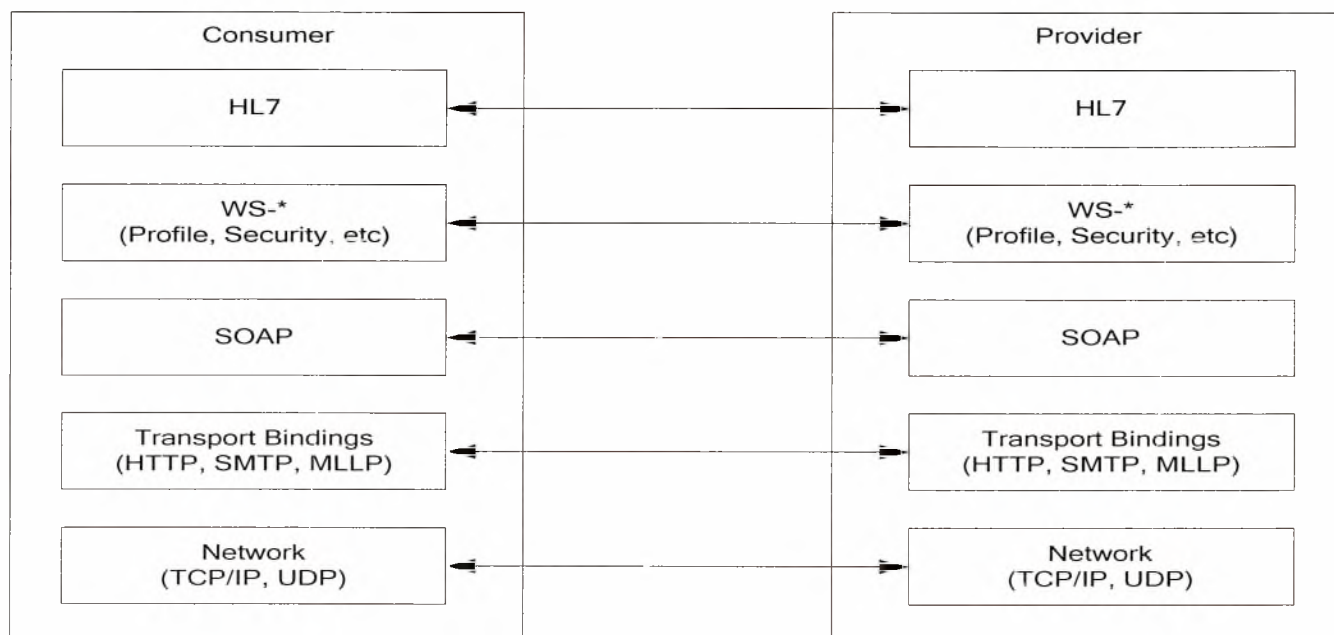 Consumer
HL7
WS-*
(Profile, Security, etc)
SOAP
Transport Bindings
(HTTP, SMTP, MLLP)
Network
(TCP/IP, UDP)
Provider
HL7
WS-*
(Profile, Security, etc)
SOAP
Transport Bindings
(HTTP, SMTP, MLLP)
Network
(TCP/IP, UDP)